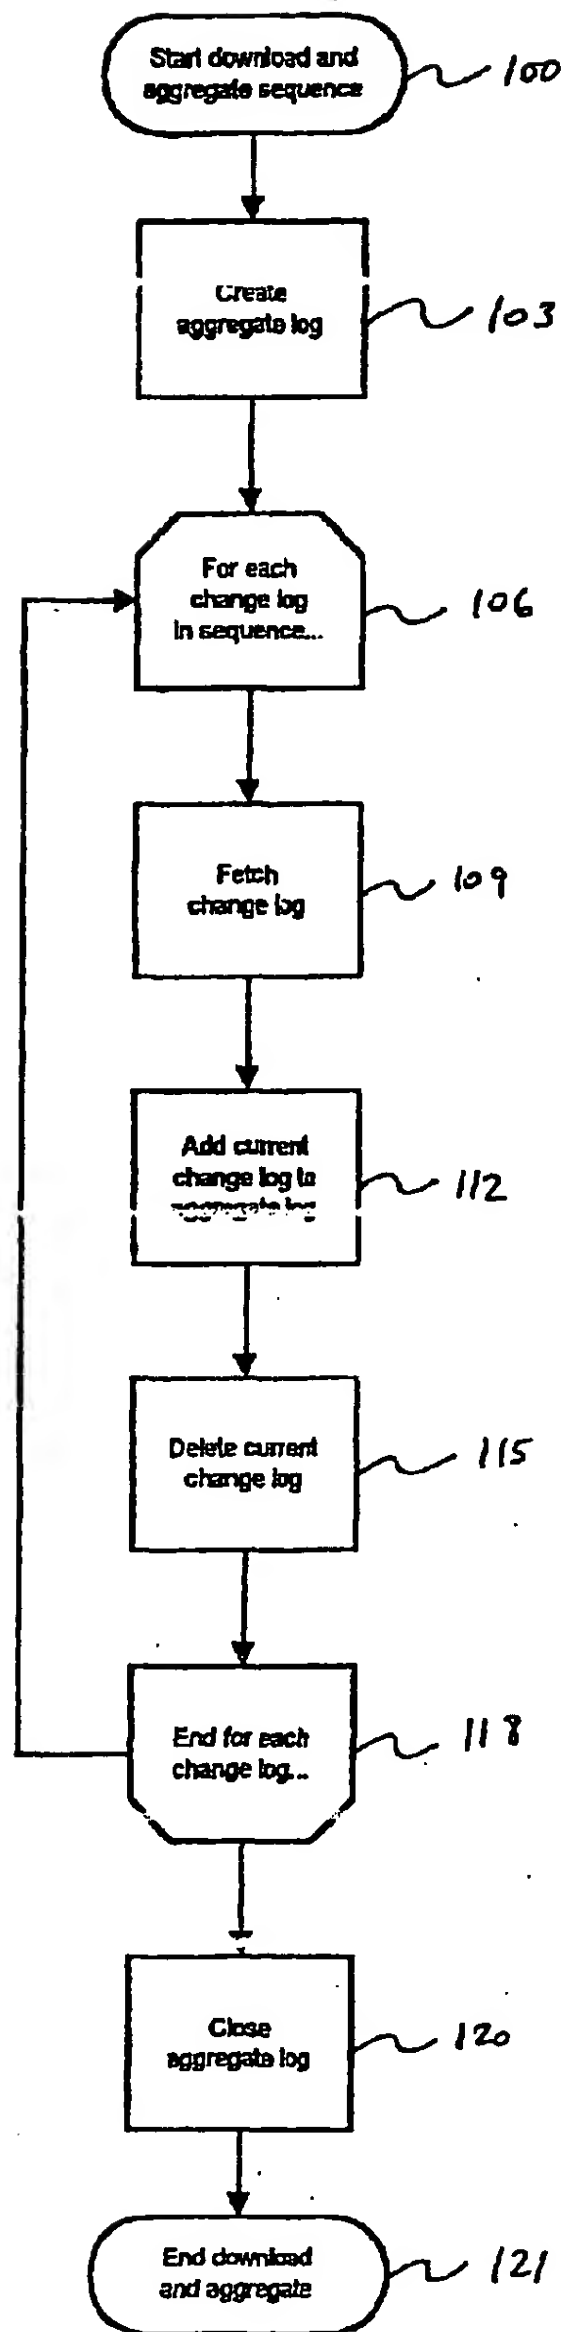 Start download and
aggregate sequence
100
Create
aggregate log
103
For each
change log
in sequence...
106
Fetch
change log
109
Add current
change log to
aggregate log
112
Delete current
change log
115
End for each
change log...
118
Close
aggregate log
120
End download
and aggregate
121